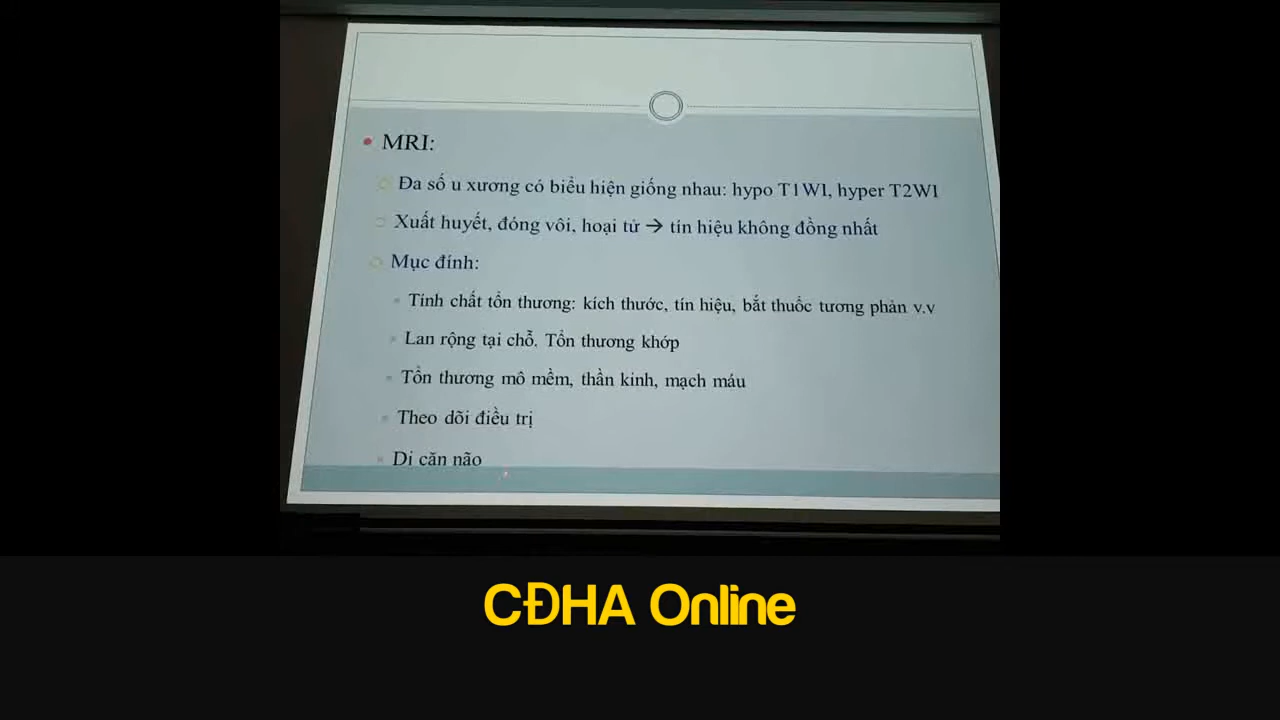 MRI:
Đa số u xương có biểu hiện giống nhau: hypo T1WI, hyper T2WI
Xuất huyết, đóng vôi, hoại tử → tín hiệu không đồng nhất
Mục đính:
Tính chất tổn thương: kích thước, tín hiệu, bắt thuốc tương phản v.v
Lan rộng tại chỗ. Tổn thương khớp
Tổn thương mô mềm, thần kinh, mạch máu
Theo dõi điều trị
Di căn não
CĐHA Online